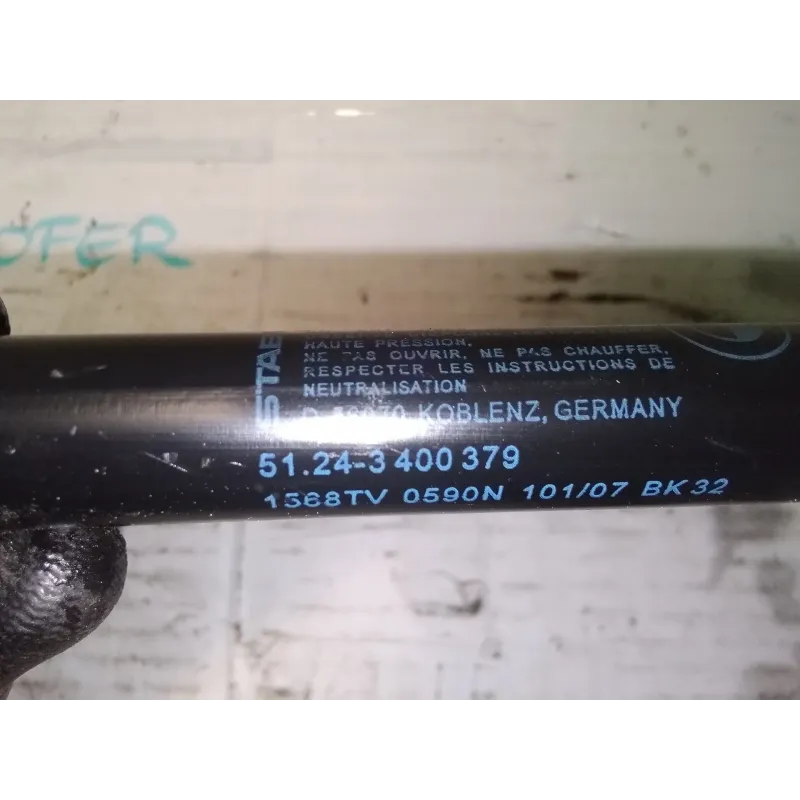 OFER
STAB
HAUTE PRESSION,
NE PAS OUVRIR, NE PAS CHAUFFER,
RESPECTER LES INSTRUCTIONS DE
NEUTRALISATION
KOBLENZ, GERMANY
51.24-3 400 379
1568TV 0590N 101/07 BK32